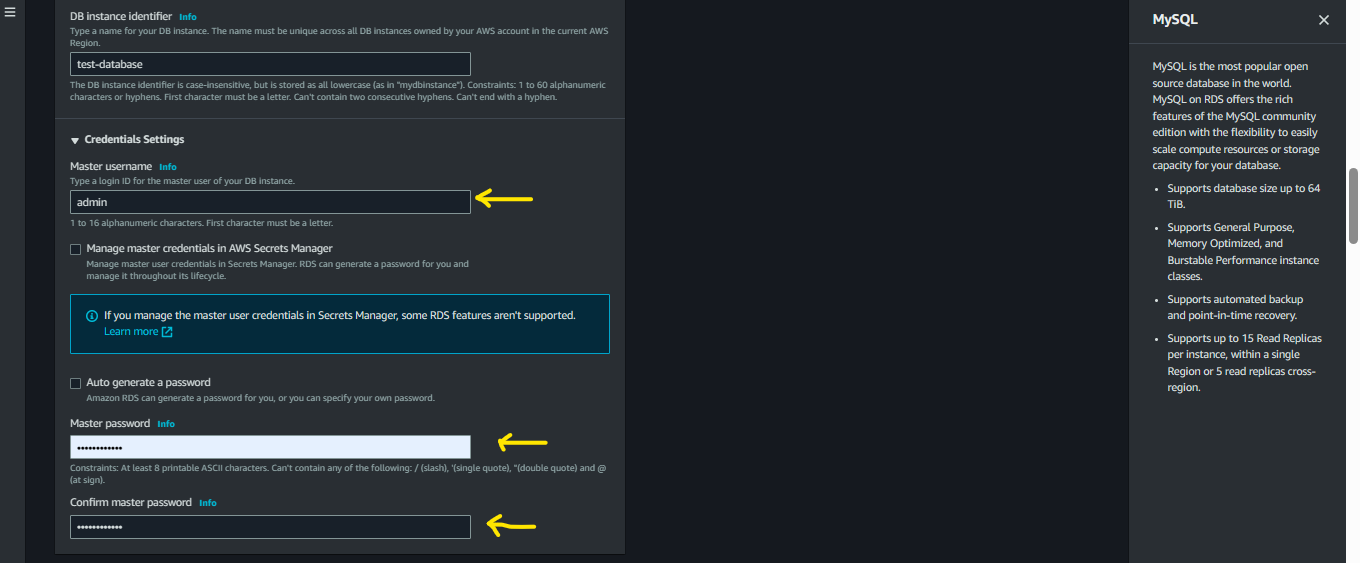 DB instance identifier Info
Type a name for your DB instance. The name must be unique across all DB instances owned by your AWS account in the current AWS
Region.
test-database
The DB instance identifier is case-insensitive, but is stored as all lowercase (as in "mydbinstance"). Constraints: 1 to 60 alphanumeric
characters or hyphens. First character must be a letter. Can't contain two consecutive hyphens. Can't end with a hyphen.
Credentials Settings
Master username Info
Type a login ID for the master user of your DB instance.
admin
1 to 16 alphanumeric characters. First character must be a letter.
Manage master credentials in AWS Secrets Manager
Manage master user credentials in Secrets Manager. RDS can generate a password for you and
manage it throughout its lifecycle.
If you manage the master user credentials in Secrets Manager, some RDS features aren't supported.
Learn more
Auto generate a password
Amazon RDS can generate a password for you, or you can specify your own password.
Master password Info
••••••••••••
Constraints: At least 8 printable ASCII characters. Can't contain any of the following: / (slash), '(single quote), "(double quote) and @
(at sign).
Confirm master password Info
••••••••••••
MySQL
MySQL is the most popular open
source database in the world.
MySQL on RDS offers the rich
features of the MySQL community
edition with the flexibility to easily
scale compute resources or storage
capacity for your database.
• Supports database size up to 64
TiB.
• Supports General Purpose,
Memory Optimized, and
Burstable Performance instance
classes.
• Supports automated backup
and point-in-time recovery.
• Supports up to 15 Read Replicas
per instance, within a single
Region or 5 read replicas cross-
region.